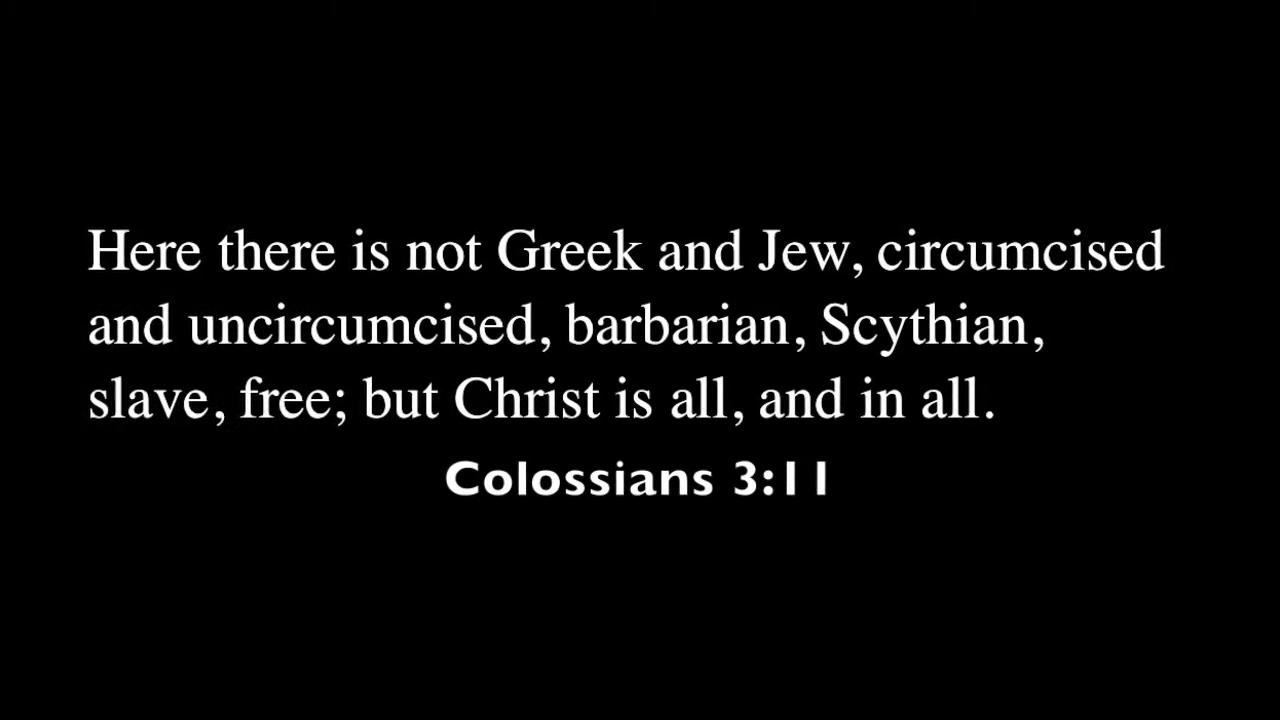 Here there is not Greek and Jew, circumcised
and uncircumcised, barbarian, Scythian,
slave, free; but Christ is all, and in all.
Colossians 3:11